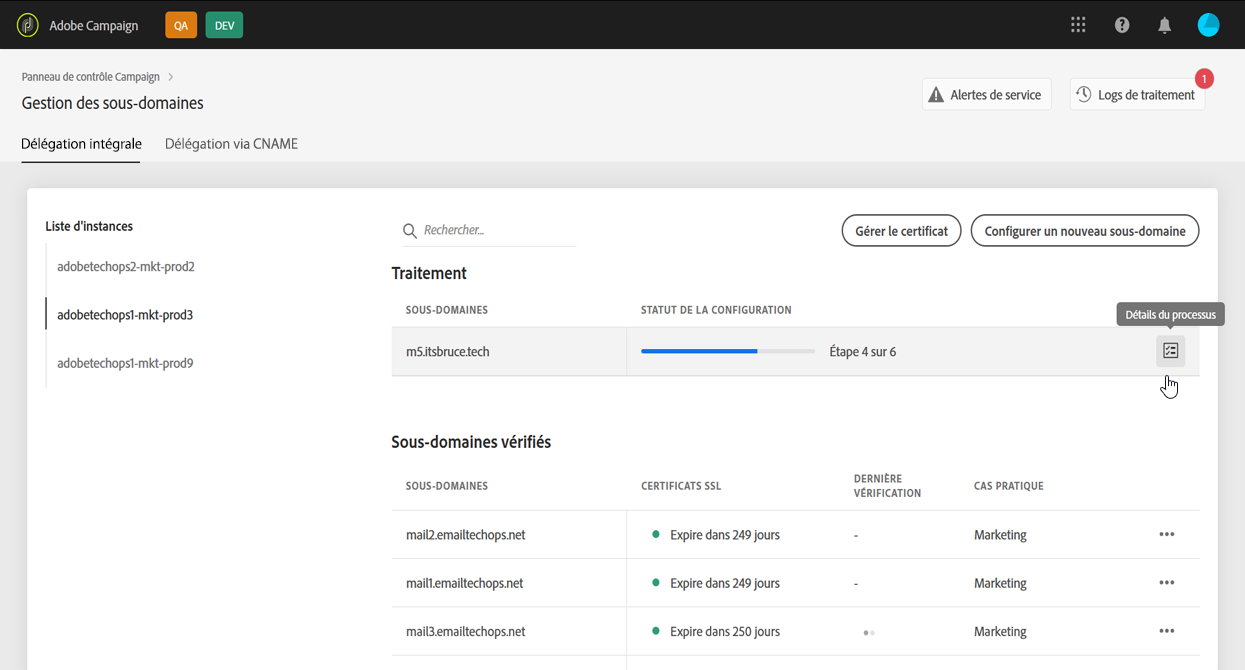 Adobe Campaign
QA
DEV
Panneau de contrôle Campaign
Gestion des sous-domaines
Alertes de service
Logs de traitement
1
Délégation intégrale
Délégation via CNAME
Liste d'instances
adobetechops2-mkt-prod2
adobetechops1-mkt-prod3
adobetechops1-mkt-prod9
Rechercher...
Gérer le certificat
Configurer un nouveau sous-domaine
Traitement
SOUS-DOMAINES
STATUT DE LA CONFIGURATION
Détails du processus
m5.itsbruce.tech
Étape 4 sur 6
Sous-domaines vérifiés
SOUS-DOMAINES
CERTIFICATS SSL
DERNIÈRE
VÉRIFICATION
CAS PRATIQUE
mail2.emailtechops.net
Expire dans 249 jours
-
Marketing
mail1.emailtechops.net
Expire dans 249 jours
-
Marketing
mail3.emailtechops.net
Expire dans 250 jours
Marketing